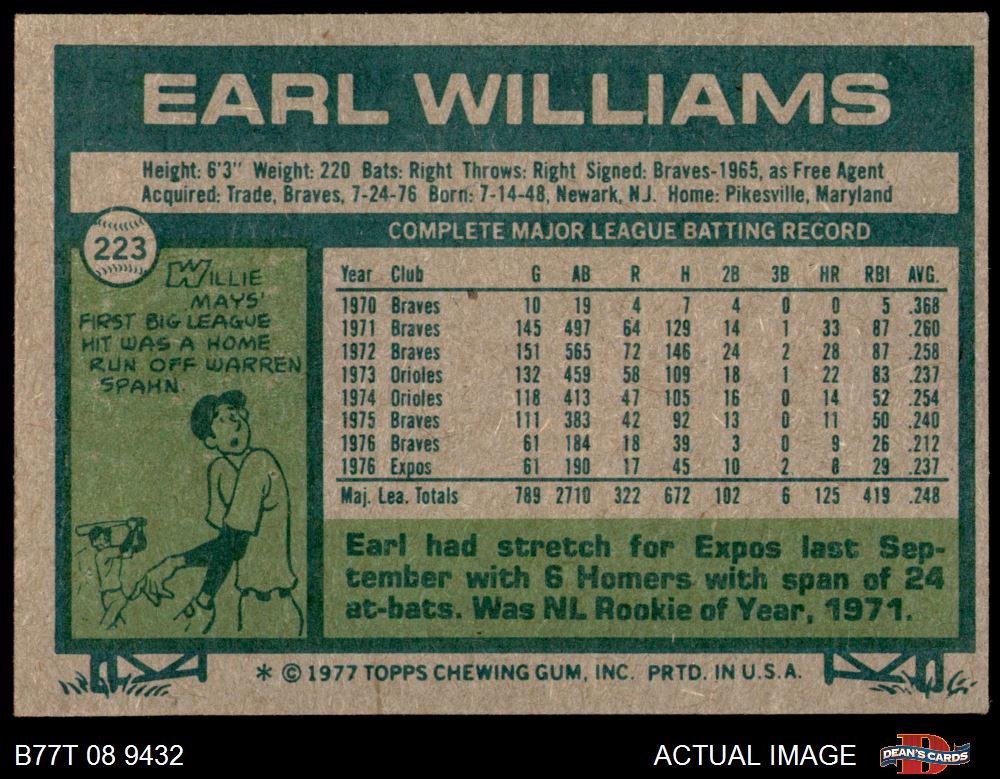 EARL WILLIAMS
Height: 6'3" Weight: 220 Bats: Right Throws: Right Signed: Braves-1965, as Free Agent
Acquired: Trade, Braves, 7-24-76 Born: 7-14-48, Newark, N.J. Home: Pikesville, Maryland
223
WILLIE
MAYS'
FIRST BIG LEAGUE
HIT WAS A HOME
RUN OFF WARREN
SPAHN.
COMPLETE MAJOR LEAGUE BATTING RECORD
Year Club G AB R H 2B 3B HR RBI AVG.
1970 Braves 10 19 4 7 4 0 0 5 .368
1971 Braves 145 497 64 129 14 1 33 87 .260
1972 Braves 151 565 72 146 24 2 28 87 .258
1973 Orioles 132 459 58 109 18 1 22 83 .237
1974 Orioles 118 413 47 105 16 0 14 52 .254
1975 Braves 111 383 42 92 13 0 11 50 .240
1976 Braves 61 184 18 39 3 0 9 26 .212
1976 Expos 61 190 17 45 10 2 8 29 .237
Maj. Lea. Totals 789 2710 322 672 102 6 125 419 .248
Earl had stretch for Expos last Sep-
tember with 6 Homers with span of 24
at-bats. Was NL Rookie of Year, 1971.
* © 1977 TOPPS CHEWING GUM, INC. PRTD. IN U.S.A.
B77T 08 9432
ACTUAL IMAGE
DEAN'S CARDS